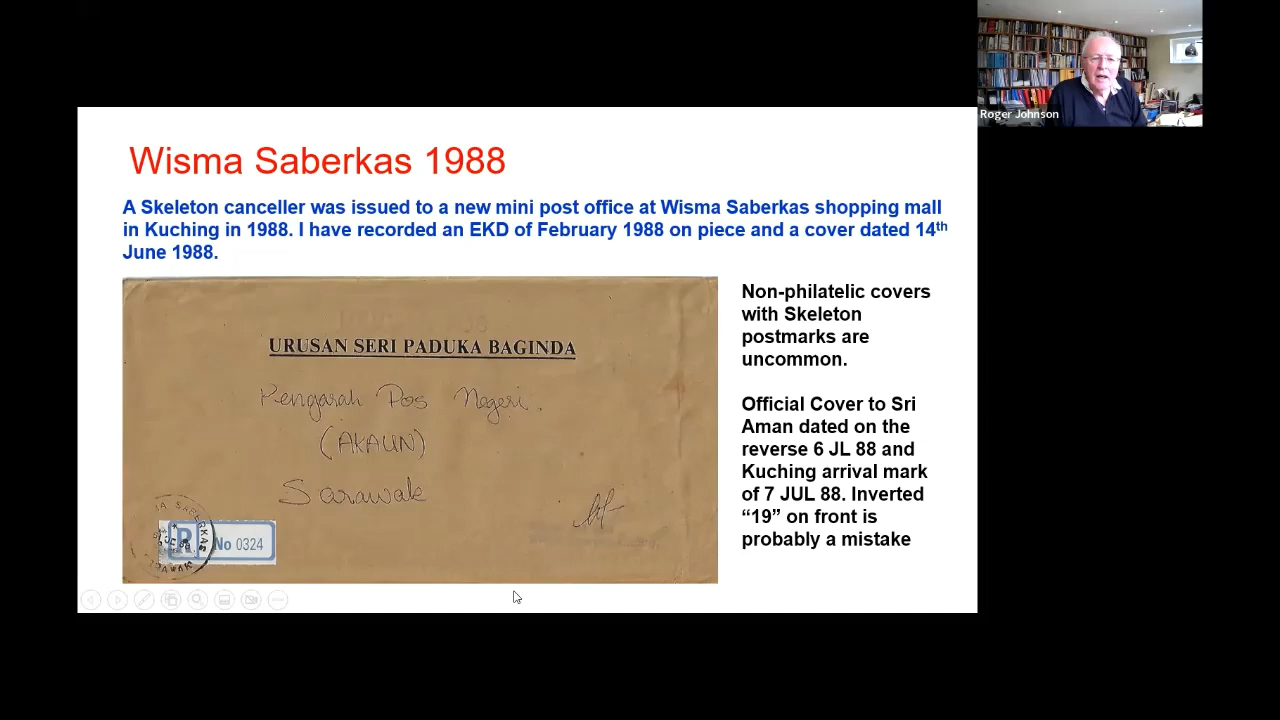 Roger Johnson
Wisma Saberkas 1988
A Skeleton canceller was issued to a new mini post office at Wisma Saberkas shopping mall
in Kuching in 1988. I have recorded an EKD of February 1988 on piece and a cover dated 14th
June 1988.
URUSAN SERI PADUKA BAGINDA
Pengarah Pos Negeri.
(AKAUN)
Sarawak
R No 0324
Non-philatelic covers
with Skeleton
postmarks are
uncommon.
Official Cover to Sri
Aman dated on the
reverse 6 JL 88 and
Kuching arrival mark
of 7 JUL 88. Inverted
“19” on front is
probably a mistake